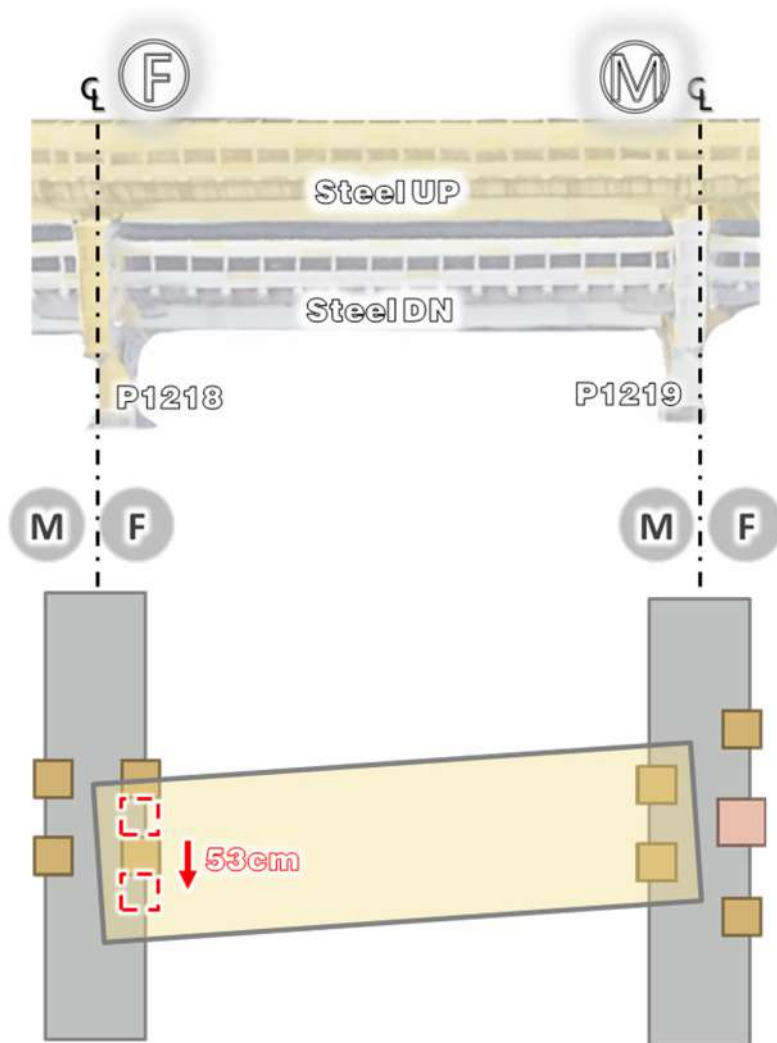 ℄ F M ℄
Steel UP
Steel DN
P1218 P1219
M F M F
53cm